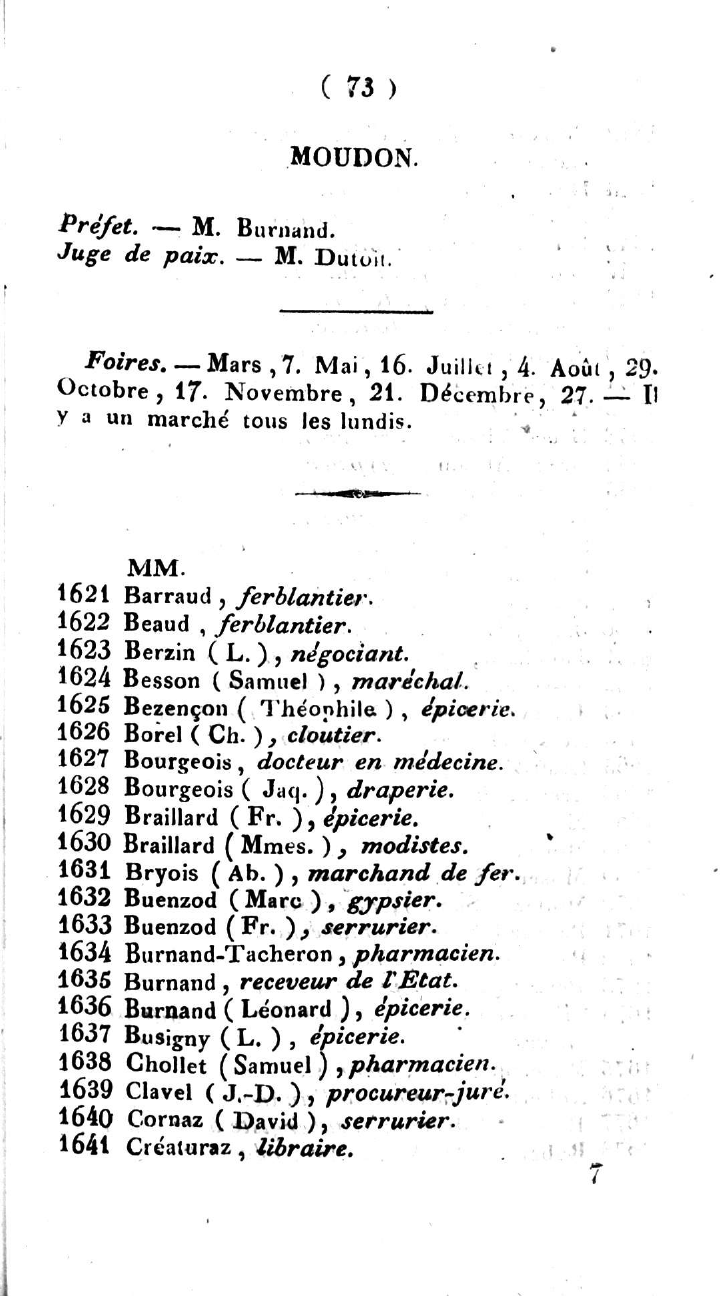 ( 73 )
MOUDON.
Préfet. — M. Burnand.
Juge de paix. — M. Dutoit.
Foires. — Mars, 7. Mai, 16. Juillet, 4. Août, 29.
Octobre, 17. Novembre, 21. Décembre, 27. — Il
y a un marché tous les lundis.
MM.
1621 Barraud, ferblantier.
1622 Beaud, ferblantier.
1623 Berzin ( L. ), négociant.
1624 Besson ( Samuel ), maréchal.
1625 Bezençon ( Théophile ), épicerie.
1626 Borel ( Ch. ), cloutier.
1627 Bourgeois, docteur en médecine.
1628 Bourgeois ( Jaq. ), draperie.
1629 Braillard ( Fr. ), épicerie.
1630 Braillard ( Mmes. ), modistes.
1631 Bryois ( Ab. ), marchand de fer.
1632 Buenzod ( Marc ), gypsier.
1633 Buenzod ( Fr. ), serrurier.
1634 Burnand-Tacheron, pharmacien.
1635 Burnand, receveur de l'Etat.
1636 Burnand ( Léonard ), épicerie.
1637 Busigny ( L. ), épicerie.
1638 Chollet ( Samuel ), pharmacien.
1639 Clavel ( J.-D. ), procureur-juré.
1640 Cornaz ( David ), serrurier.
1641 Créaturaz, libraire.
7